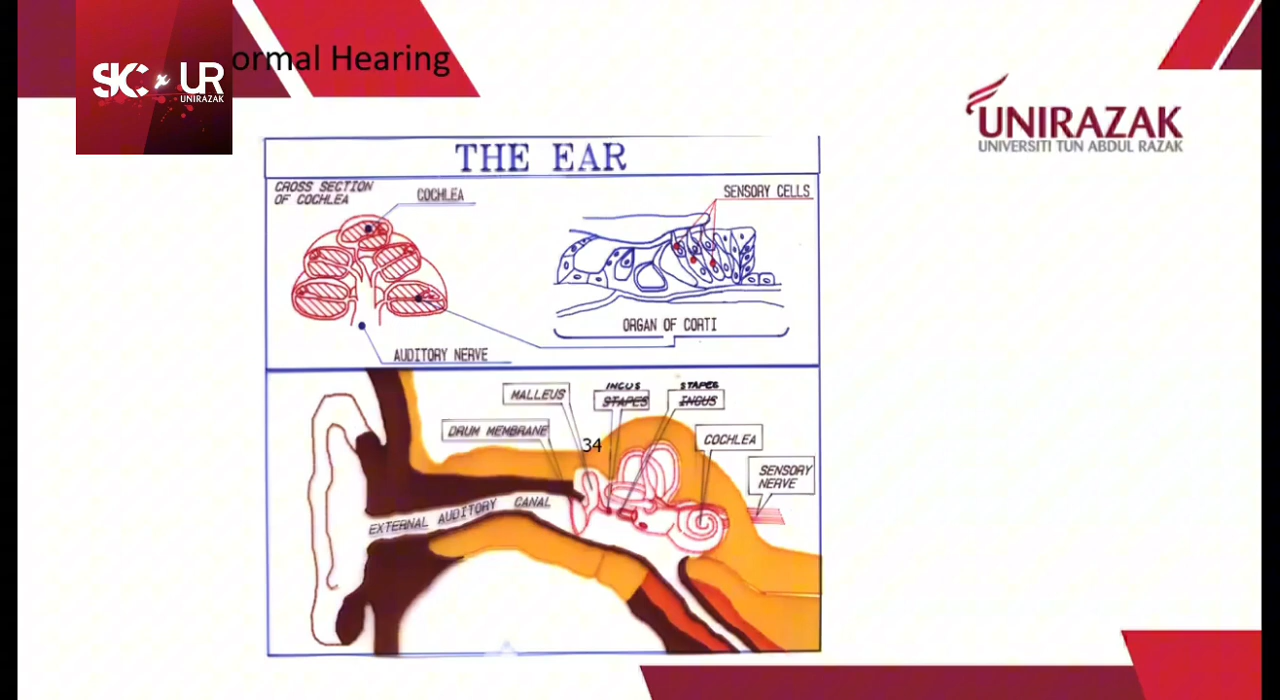 ormal Hearing
SIC x UR
UNIRAZAK
UNIRAZAK
UNIVERSITI TUN ABDUL RAZAK
THE EAR
CROSS SECTION
OF COCHLEA
COCHLEA
SENSORY CELLS
ORGAN OF CORTI
AUDITORY NERVE
MALLEUS
INCUS
STAPES
STAPES
INCUS
DRUM MEMBRANE
34
COCHLEA
SENSORY
NERVE
EXTERNAL AUDITORY CANAL